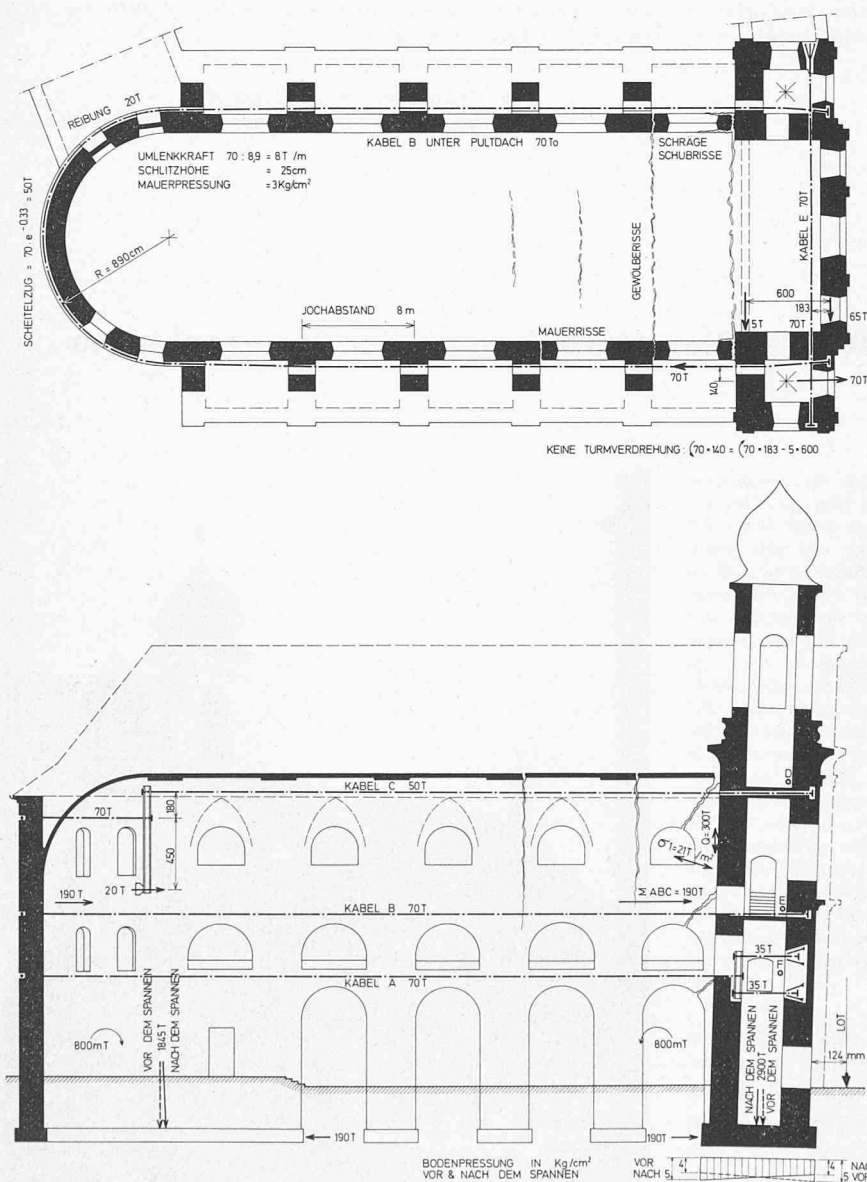 REIBUNG 20T
SCHEITELZUG = 70 · e^-0.33 = 50T
UMLENKKRAFT 70 : 8,9 = 8T /m
SCHLITZHÖHE = 25cm
MAUERPRESSUNG = 3Kg/cm²
KABEL B UNTER PULTDACH 70To
SCHRÄGE
SCHUBRISSE
R = 890cm
GEWÖLBERISSE
KABEL E 70T
JOCHABSTAND 8 m
MAUERRISSE
600
183
65T
5T
70T
70T
140
70T
KEINE TURMVERDREHUNG : (70 · 140 = (70 · 183 - 5 · 600
KABEL C 50T
D
70T
180
450
σ1=21T/m²
Q=300T
190T
20T
Σ ABC = 190T
KABEL B 70T
E
KABEL A 70T
35T
F
35T
VOR DEM SPANNEN
1845T
NACH DEM SPANNEN
800mT
800mT
NACH DEM SPANNEN
2900T
VOR DEM SPANNEN
LOT
124 mm
190T
190T
BODENPRESSUNG IN Kg/cm²
VOR & NACH DEM SPANNEN
VOR 4
NACH 5
4 NAC
5 VOR